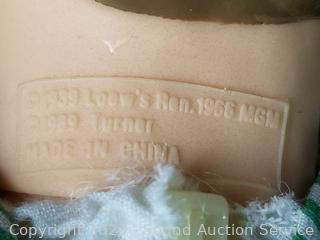 ©1939 Loew's Ren.1966 MGM
©1989 Turner
MADE IN CHINA
Copyright Sound Auction Service